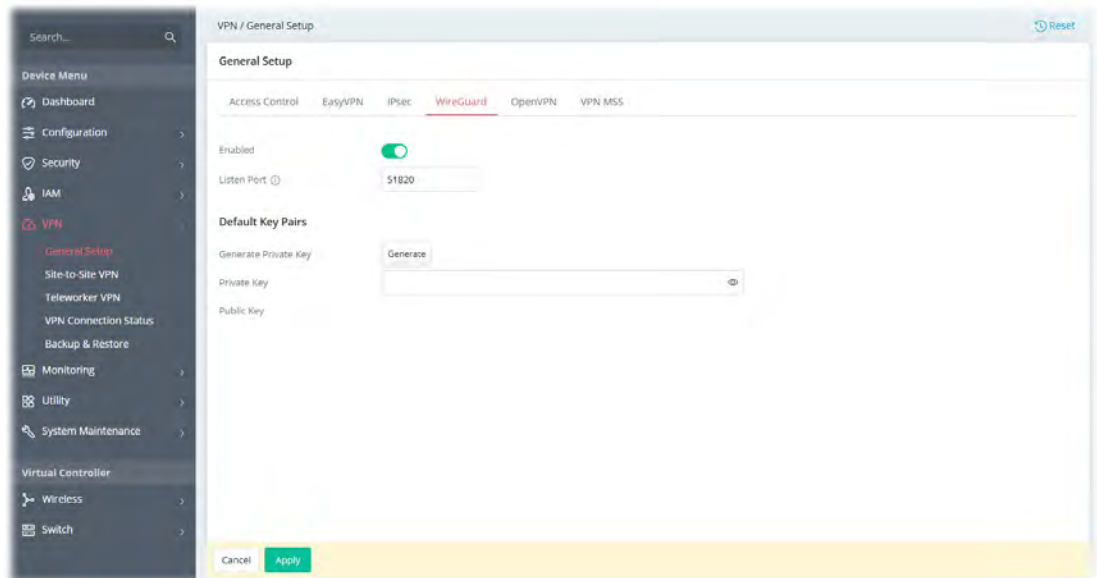 Search...
Device Menu
Dashboard
Configuration
Security
IAM
VPN
General Setup
Site-to-Site VPN
Teleworker VPN
VPN Connection Status
Backup & Restore
Monitoring
Utility
System Maintenance
Virtual Controller
Wireless
Switch
VPN / General Setup
Reset
General Setup
Access Control EasyVPN IPsec WireGuard OpenVPN VPN MSS
Enabled
Listen Port 51820
Default Key Pairs
Generate Private Key Generate
Private Key
Public Key
Cancel Apply